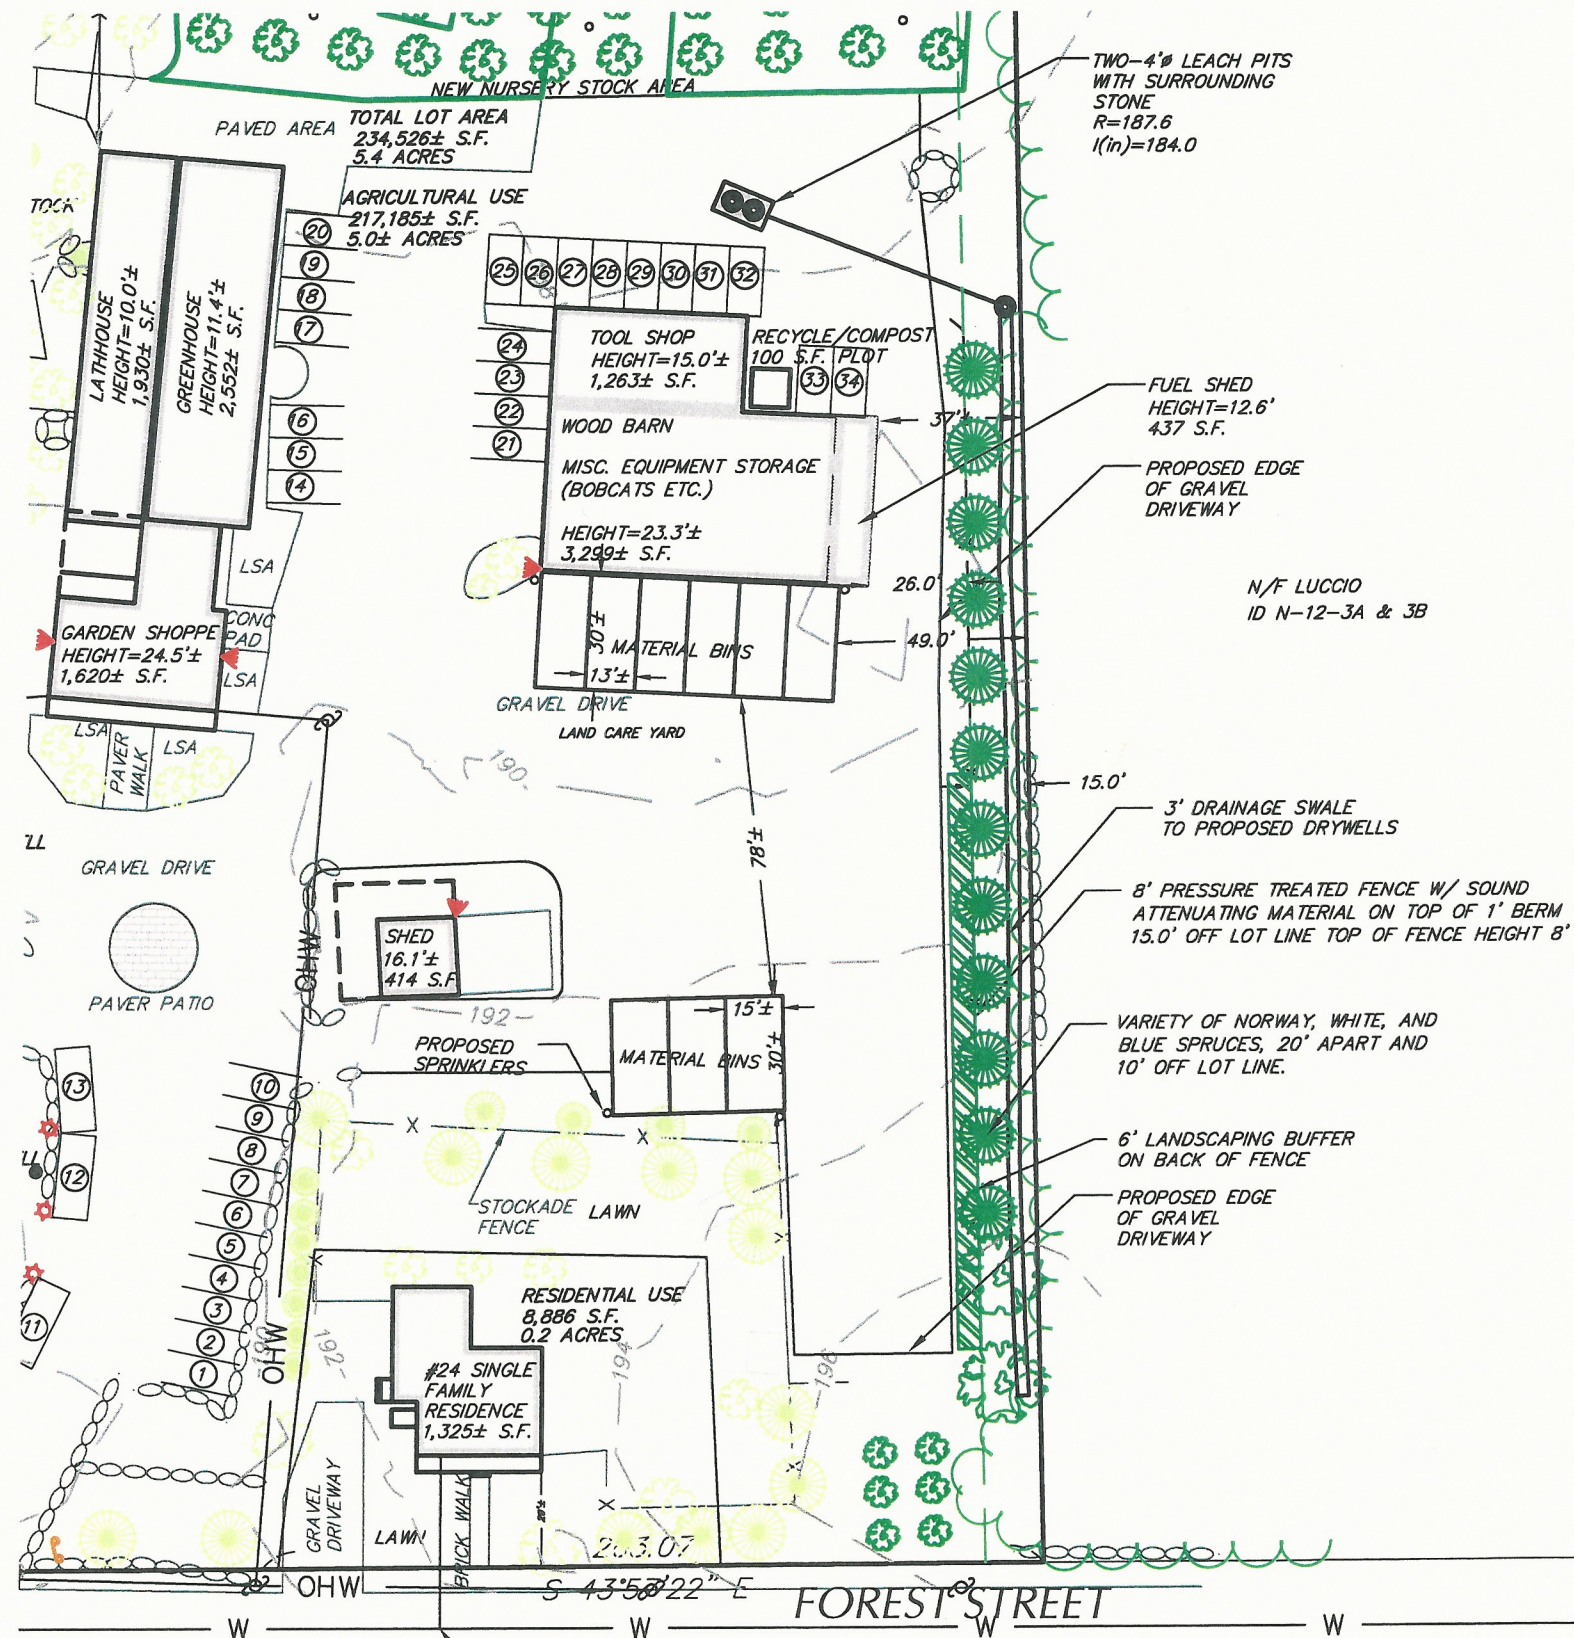 NEW NURSERY STOCK AREA
PAVED AREA
TOTAL LOT AREA
234,526± S.F.
5.4 ACRES
AGRICULTURAL USE
217,185± S.F.
5.0± ACRES
TWO-4'ø LEACH PITS
WITH SURROUNDING
STONE
R=187.6
I(in)=184.0
TOCK
LATHHOUSE
HEIGHT=10.0'±
1,930± S.F.
GREENHOUSE
HEIGHT=11.4'±
2,552± S.F.
20
19
18
17
16
15
14
25
26
27
28
29
30
31
32
24
23
22
21
TOOL SHOP
HEIGHT=15.0'±
1,263± S.F.
RECYCLE/COMPOST
100 S.F. PLOT
33
34
37'±
FUEL SHED
HEIGHT=12.6'
437 S.F.
WOOD BARN
MISC. EQUIPMENT STORAGE
(BOBCATS ETC.)
HEIGHT=23.3'±
3,299± S.F.
PROPOSED EDGE
OF GRAVEL
DRIVEWAY
26.0'
49.0'
N/F LUCCIO
ID N-12-3A & 3B
LSA
CONC
PAD
LSA
GARDEN SHOPPE
HEIGHT=24.5'±
1,620± S.F.
30'±
MATERIAL BINS
13'±
GRAVEL DRIVE
LAND CARE YARD
LSA
PAVER
WALK
LSA
190
15.0'
3' DRAINAGE SWALE
TO PROPOSED DRYWELLS
78'±
GRAVEL DRIVE
8' PRESSURE TREATED FENCE W/ SOUND
ATTENUATING MATERIAL ON TOP OF 1' BERM
15.0' OFF LOT LINE TOP OF FENCE HEIGHT 8'
SHED
16.1'±
414 S.F.
OHW
PAVER PATIO
192
15'±
30'±
MATERIAL BINS
PROPOSED
SPRINKLERS
VARIETY OF NORWAY, WHITE, AND
BLUE SPRUCES, 20' APART AND
10' OFF LOT LINE.
13
12
11
10
9
8
7
6
5
4
3
2
1
X
X
STOCKADE
FENCE
LAWN
6' LANDSCAPING BUFFER
ON BACK OF FENCE
PROPOSED EDGE
OF GRAVEL
DRIVEWAY
RESIDENTIAL USE
8,886 S.F.
0.2 ACRES
#24 SINGLE
FAMILY
RESIDENCE
1,325± S.F.
190
OHW
192
194
196
GRAVEL
DRIVEWAY
LAWN
BRICK WALK
20'±
X
OHW
FOREST STREET
W
W
W
W